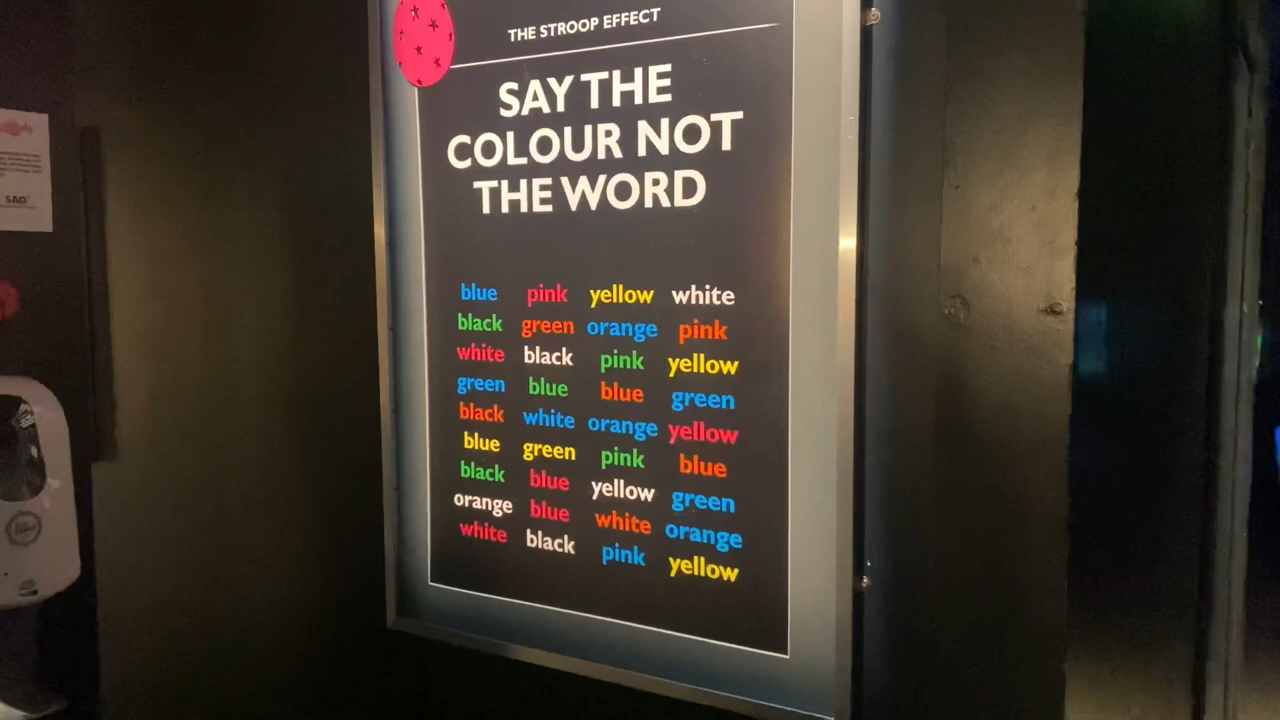 SAO
THE STROOP EFFECT
SAY THE
COLOUR NOT
THE WORD
blue pink yellow white
black green orange pink
white black pink yellow
green blue blue green
black white orange yellow
blue green pink blue
black blue yellow green
orange blue white orange
white black pink yellow